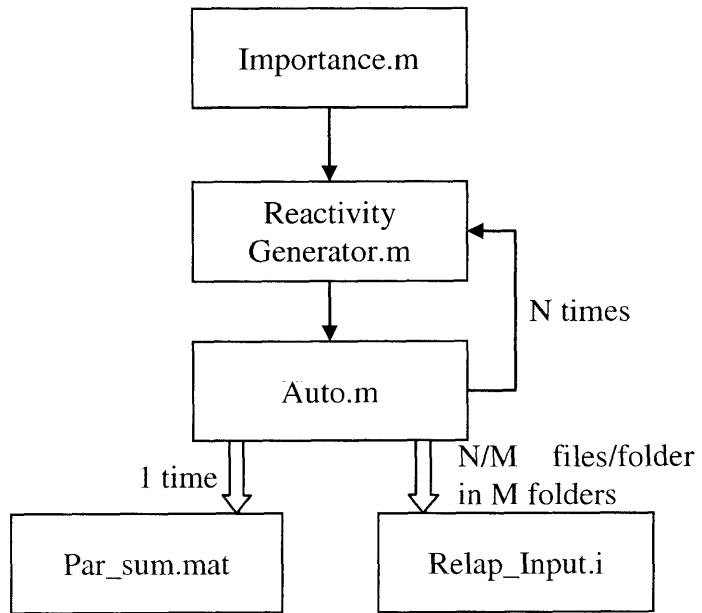 Importance.m
Reactivity
Generator.m
N times
Auto.m
1 time
N/M files/folder
in M folders
Par_sum.mat
Relap_Input.i